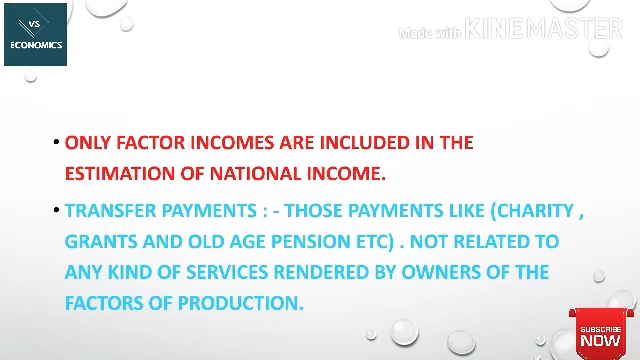 VS
ECONOMICS
Made with KINEMASTER
• ONLY FACTOR INCOMES ARE INCLUDED IN THE
ESTIMATION OF NATIONAL INCOME.
• TRANSFER PAYMENTS : - THOSE PAYMENTS LIKE (CHARITY ,
GRANTS AND OLD AGE PENSION ETC) . NOT RELATED TO
ANY KIND OF SERVICES RENDERED BY OWNERS OF THE
FACTORS OF PRODUCTION.
SUBSCRIBE
NOW